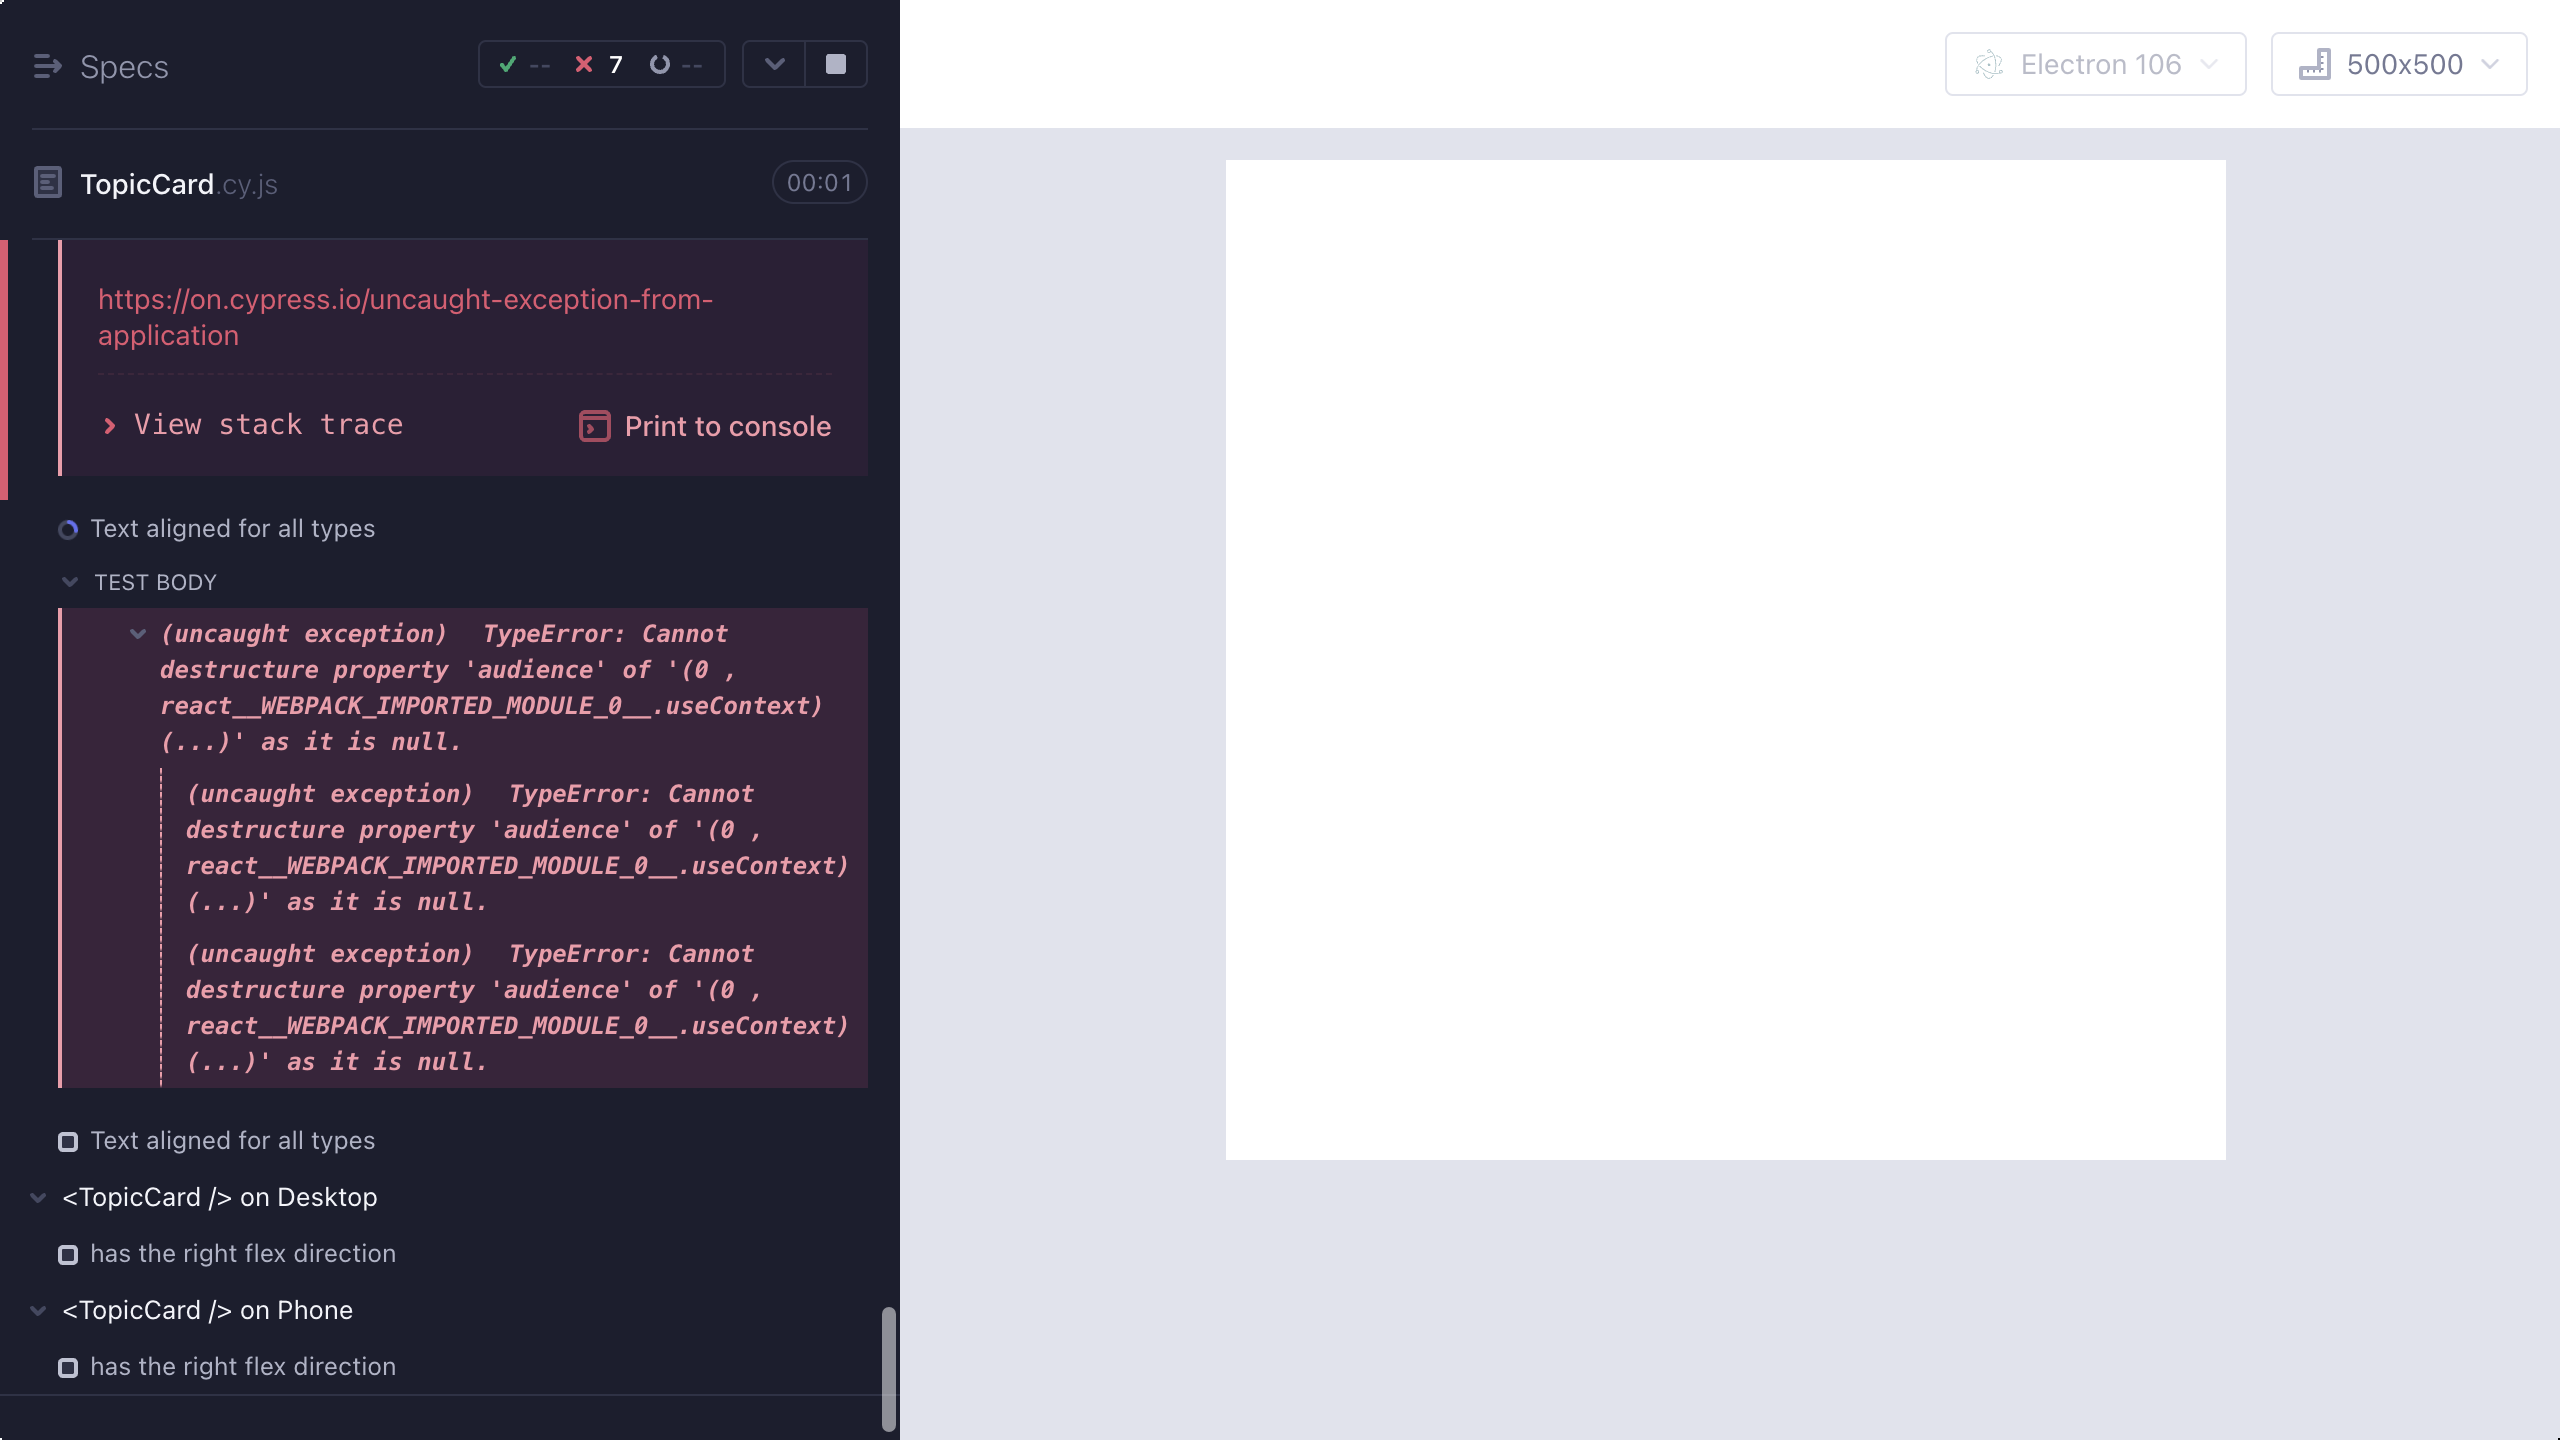 Specs
-- 7 --
Electron 106
500x500
TopicCard.cy.js
00:01
https://on.cypress.io/uncaught-exception-from-
application
View stack trace
Print to console
Text aligned for all types
TEST BODY
(uncaught exception) TypeError: Cannot
destructure property 'audience' of '(0 ,
react__WEBPACK_IMPORTED_MODULE_0__.useContext)
(...)' as it is null.
(uncaught exception) TypeError: Cannot
destructure property 'audience' of '(0 ,
react__WEBPACK_IMPORTED_MODULE_0__.useContext)
(...)' as it is null.
(uncaught exception) TypeError: Cannot
destructure property 'audience' of '(0 ,
react__WEBPACK_IMPORTED_MODULE_0__.useContext)
(...)' as it is null.
Text aligned for all types
<TopicCard /> on Desktop
has the right flex direction
<TopicCard /> on Phone
has the right flex direction